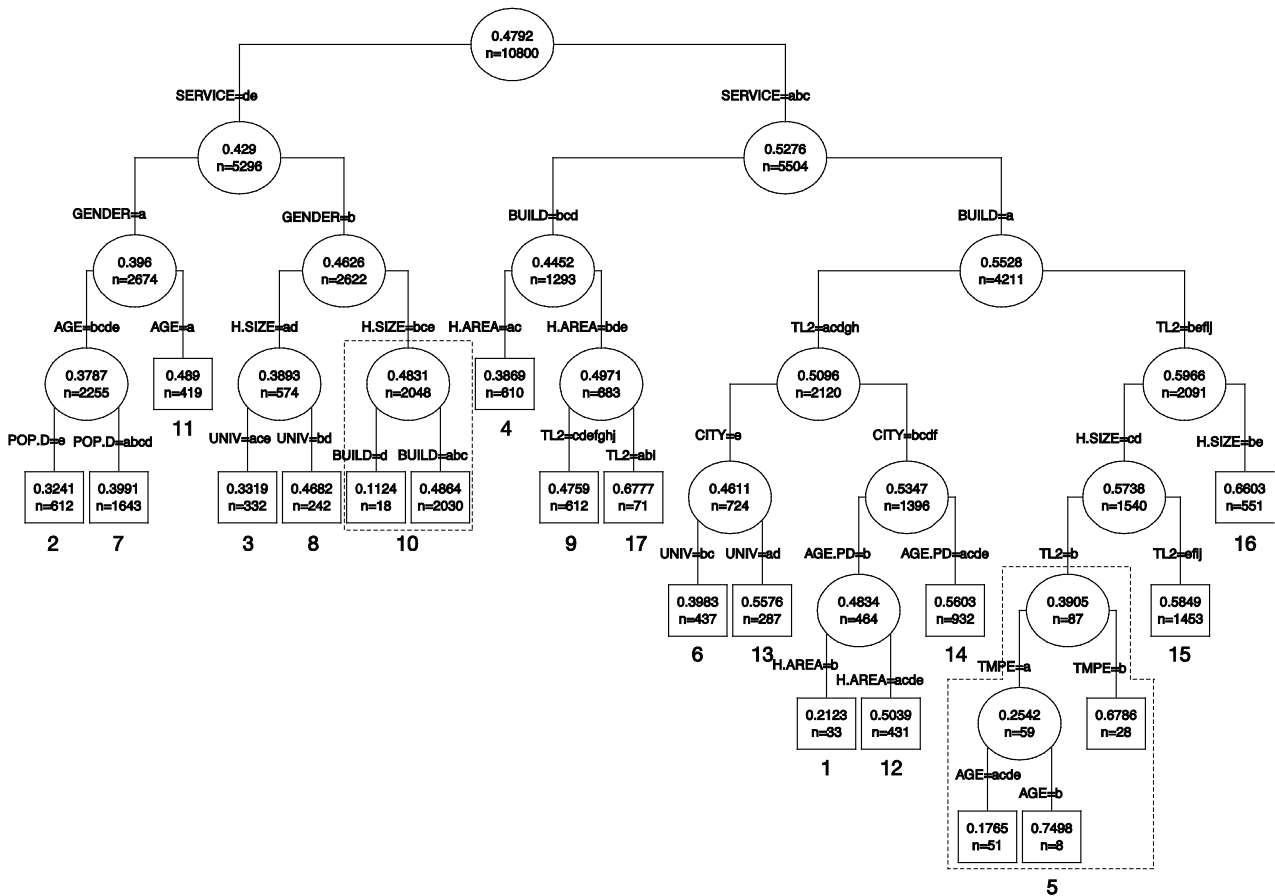 0.4792
n=10800
SERVICE=de
SERVICE=abc
0.429
n=5296
0.5276
n=5504
GENDER=a
GENDER=b
BUILD=bcd
BUILD=a
0.396
n=2674
0.4626
n=2622
0.4452
n=1293
0.5528
n=4211
AGE=bcde
AGE=a
H.SIZE=ad
H.SIZE=bce
H.AREA=ac
H.AREA=bde
TL2=acdgh
TL2=befij
0.3787
n=2255
0.489
n=419
11
0.3893
n=574
0.4831
n=2048
0.3869
n=610
4
0.4971
n=683
0.5096
n=2120
0.5966
n=2091
POP.D=e
POP.D=abcd
UNIV=ace
UNIV=bd
BUILD=d
BUILD=abc
TL2=cdefghj
TL2=abi
CITY=e
CITY=bcdf
H.SIZE=cd
H.SIZE=be
0.3241
n=612
2
0.3991
n=1643
7
0.3319
n=332
3
0.4682
n=242
8
0.1124
n=18
0.4864
n=2030
10
0.4759
n=612
9
0.6777
n=71
17
0.4611
n=724
0.5347
n=1396
0.5738
n=1540
0.6603
n=551
16
UNIV=bc
UNIV=ad
AGE.PD=b
AGE.PD=acde
TL2=b
TL2=efij
0.3983
n=437
6
0.5576
n=287
13
0.4834
n=464
0.5603
n=932
14
0.3905
n=87
0.5849
n=1453
15
H.AREA=b
H.AREA=acde
TMPE=a
TMPE=b
0.2123
n=33
1
0.5039
n=431
12
0.2542
n=59
0.6786
n=28
AGE=acde
AGE=b
0.1765
n=51
0.7498
n=8
5